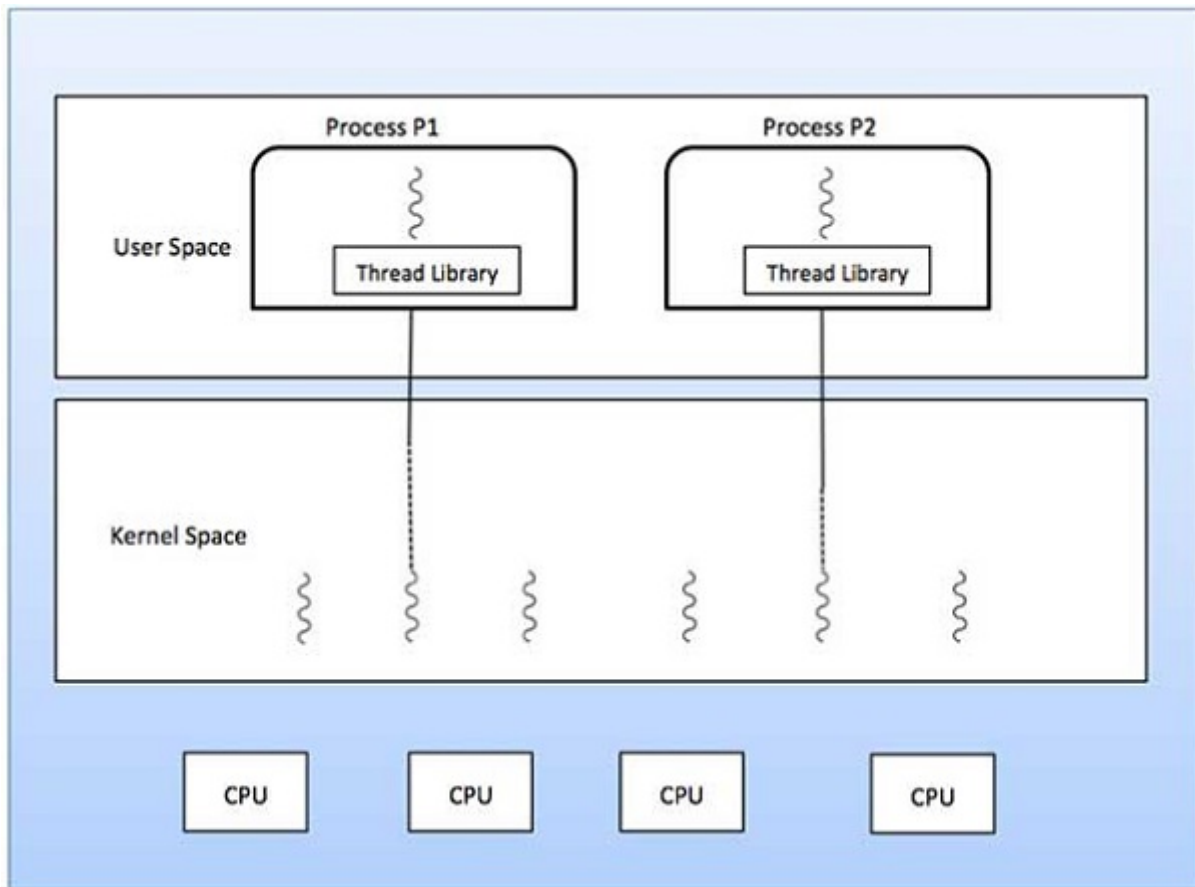 Process P1
Process P2
User Space
Thread Library
Thread Library
Kernel Space
CPU
CPU
CPU
CPU